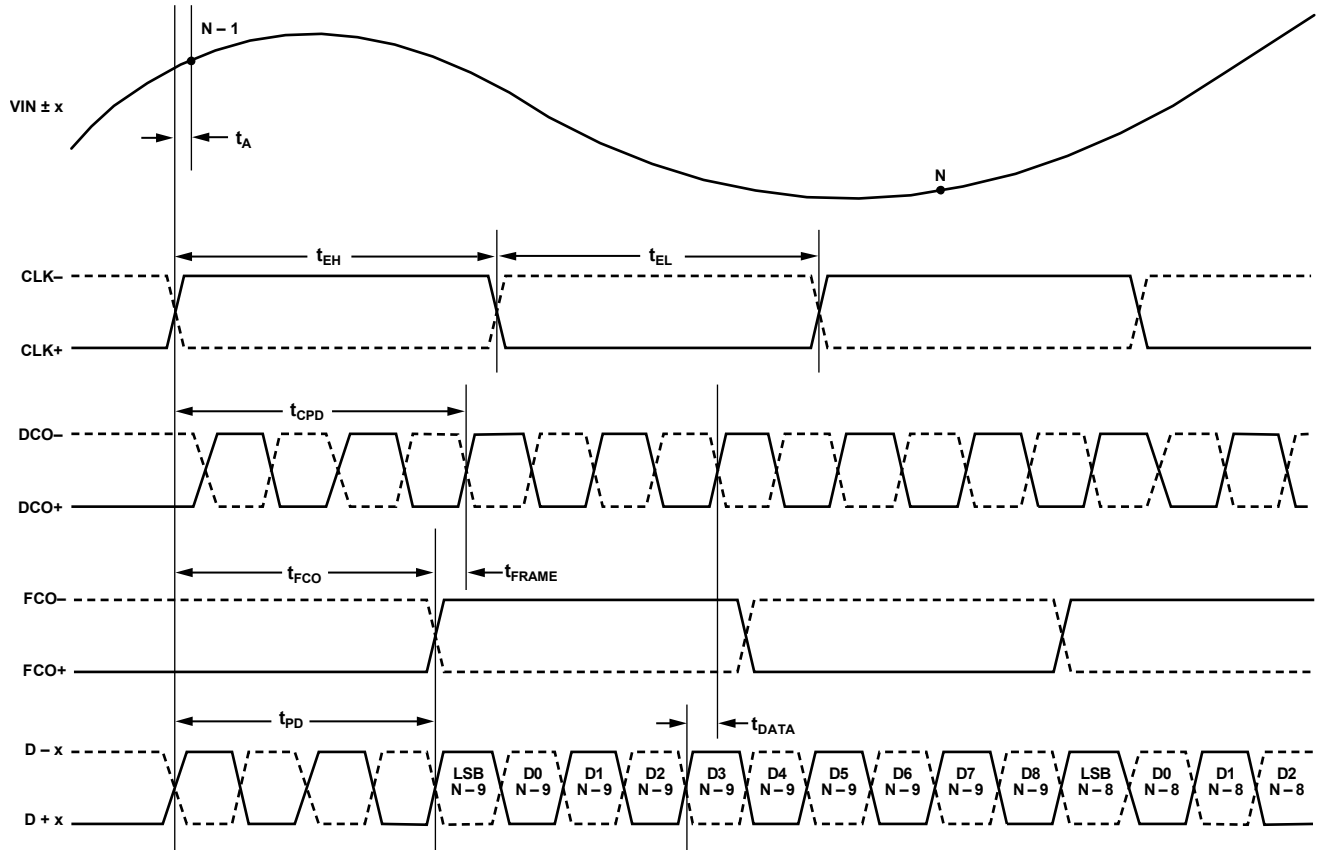 N – 1
VIN ± x
tA
N
tEH
tEL
CLK–
CLK+
tCPD
DCO–
DCO+
tFCO
tFRAME
FCO–
FCO+
tPD
tDATA
D – x
LSB N – 9
D0 N – 9
D1 N – 9
D2 N – 9
D3 N – 9
D4 N – 9
D5 N – 9
D6 N – 9
D7 N – 9
D8 N – 9
LSB N – 8
D0 N – 8
D1 N – 8
D2 N – 8
D + x